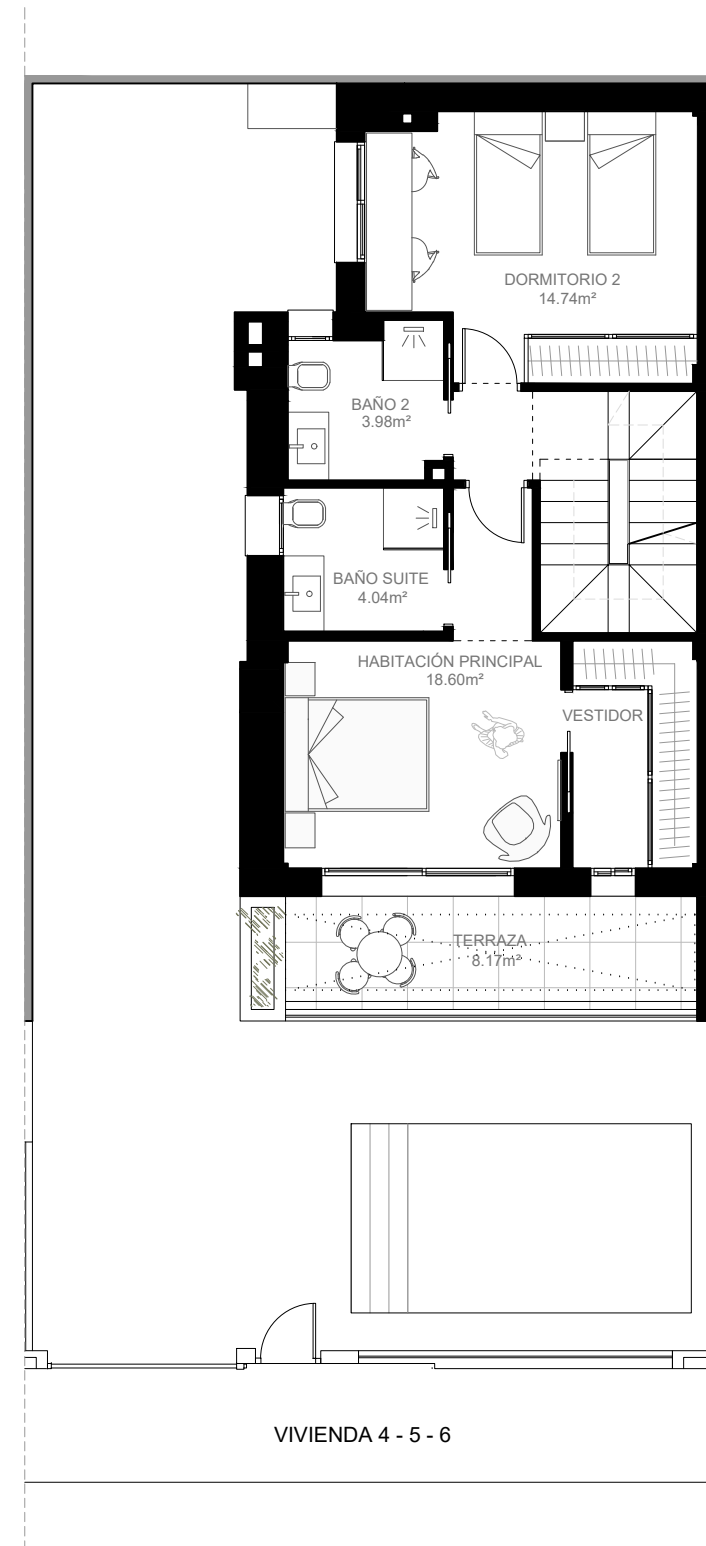 DORMITORIO 2
14.74m²
BAÑO 2
3.98m²
BAÑO SUITE
4.04m²
HABITACIÓN PRINCIPAL
18.60m²
VESTIDOR
TERRAZA
8.17m²
VIVIENDA 4 - 5 - 6